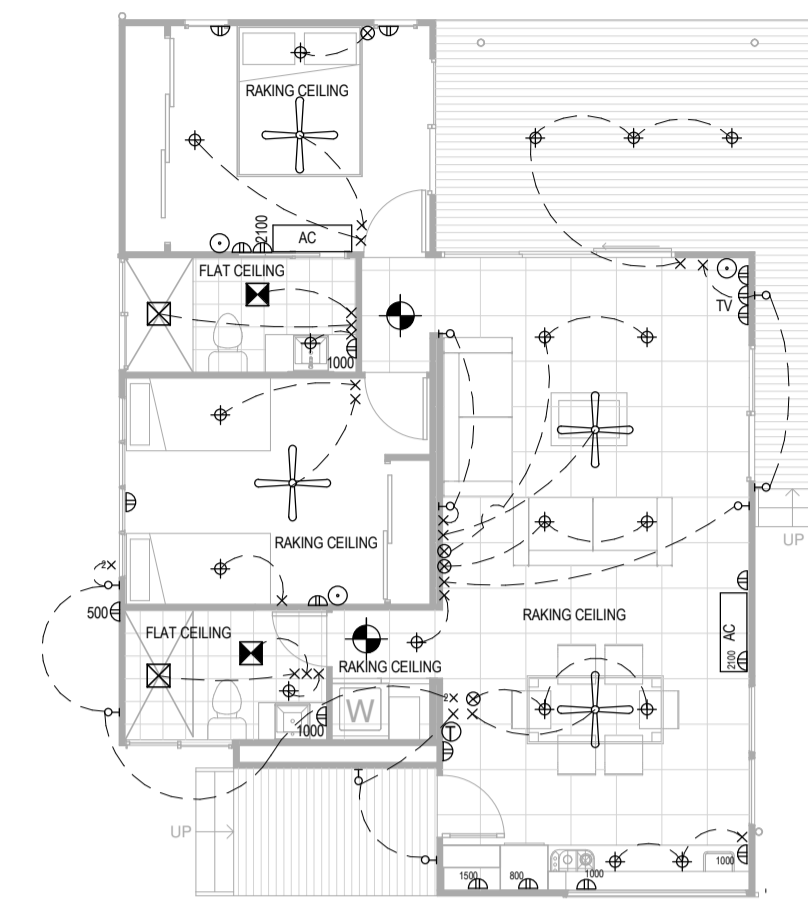 RAKING CEILING
2100
AC
FLAT CEILING
1000
TV
RAKING CEILING
UP
2
500
FLAT CEILING
RAKING CEILING
RAKING CEILING
AC
2100
W
2
T
1000
UP
1500
800
1000
1000